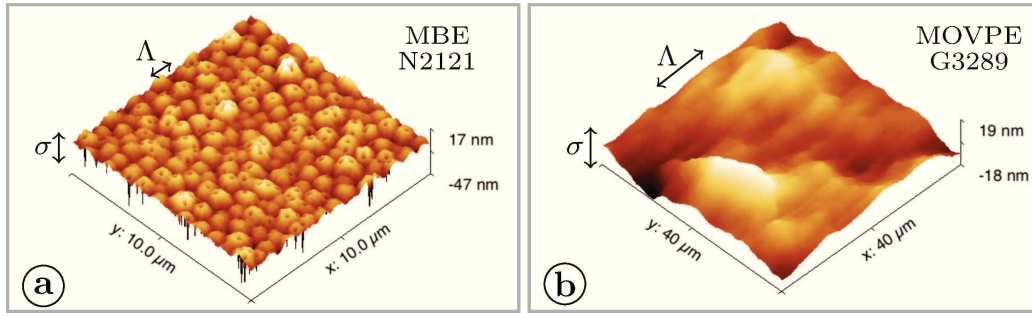 MBE
N2121
Λ
σ
17 nm
-47 nm
y: 10.0 µm
x: 10.0 µm
a
MOVPE
G3289
Λ
σ
19 nm
-18 nm
y: 40 µm
x: 40 µm
b